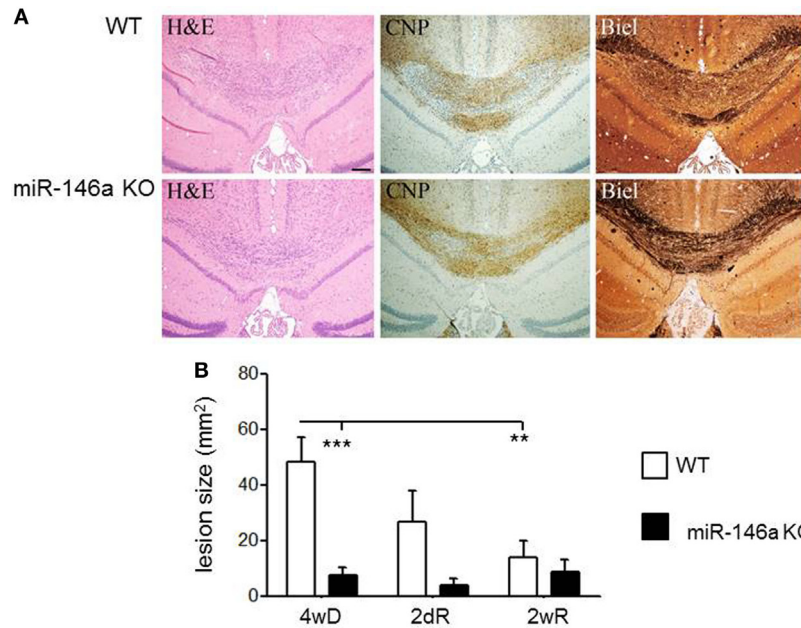 A
WT
H&E
CNP
Biel
miR-146a KO
H&E
CNP
Biel
B
80
60
40
20
0
lesion size (mm²)
***
**
4wD
2dR
2wR
WT
miR-146a KO